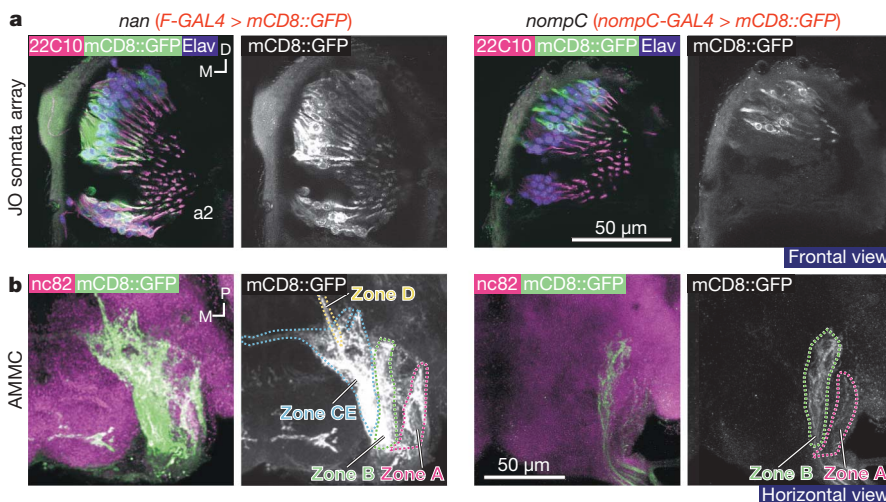 nan (F-GAL4 > mCD8::GFP)
nompC (nompC-GAL4 > mCD8::GFP)
a
22C10 mCD8::GFP Elav
mCD8::GFP
22C10 mCD8::GFP Elav
mCD8::GFP
D
M
JO somata array
a2
50 µm
Frontal view
b
nc82 mCD8::GFP
mCD8::GFP
nc82 mCD8::GFP
mCD8::GFP
P
M
Zone D
AMMC
Zone CE
Zone B
Zone A
50 µm
Zone B
Zone A
Horizontal view